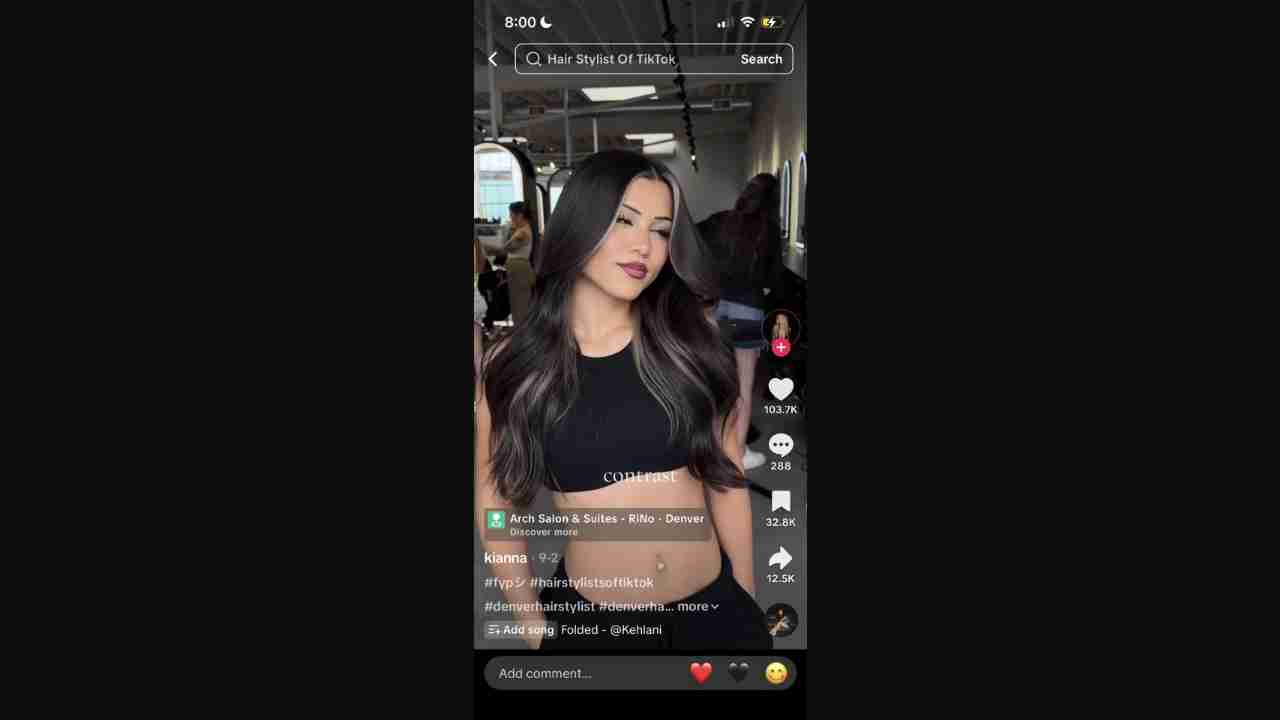 8:00
Hair Stylist Of TikTok Search
103.7K
288
contrast
32.8K
Arch Salon & Suites - RiNo - Denver
Discover more
kianna · 9-2
12.5K
#fypシ #hairstylistsoftiktok
#denverhairstylist #denverha... more
Add song Folded - @Kehlani
Add comment...